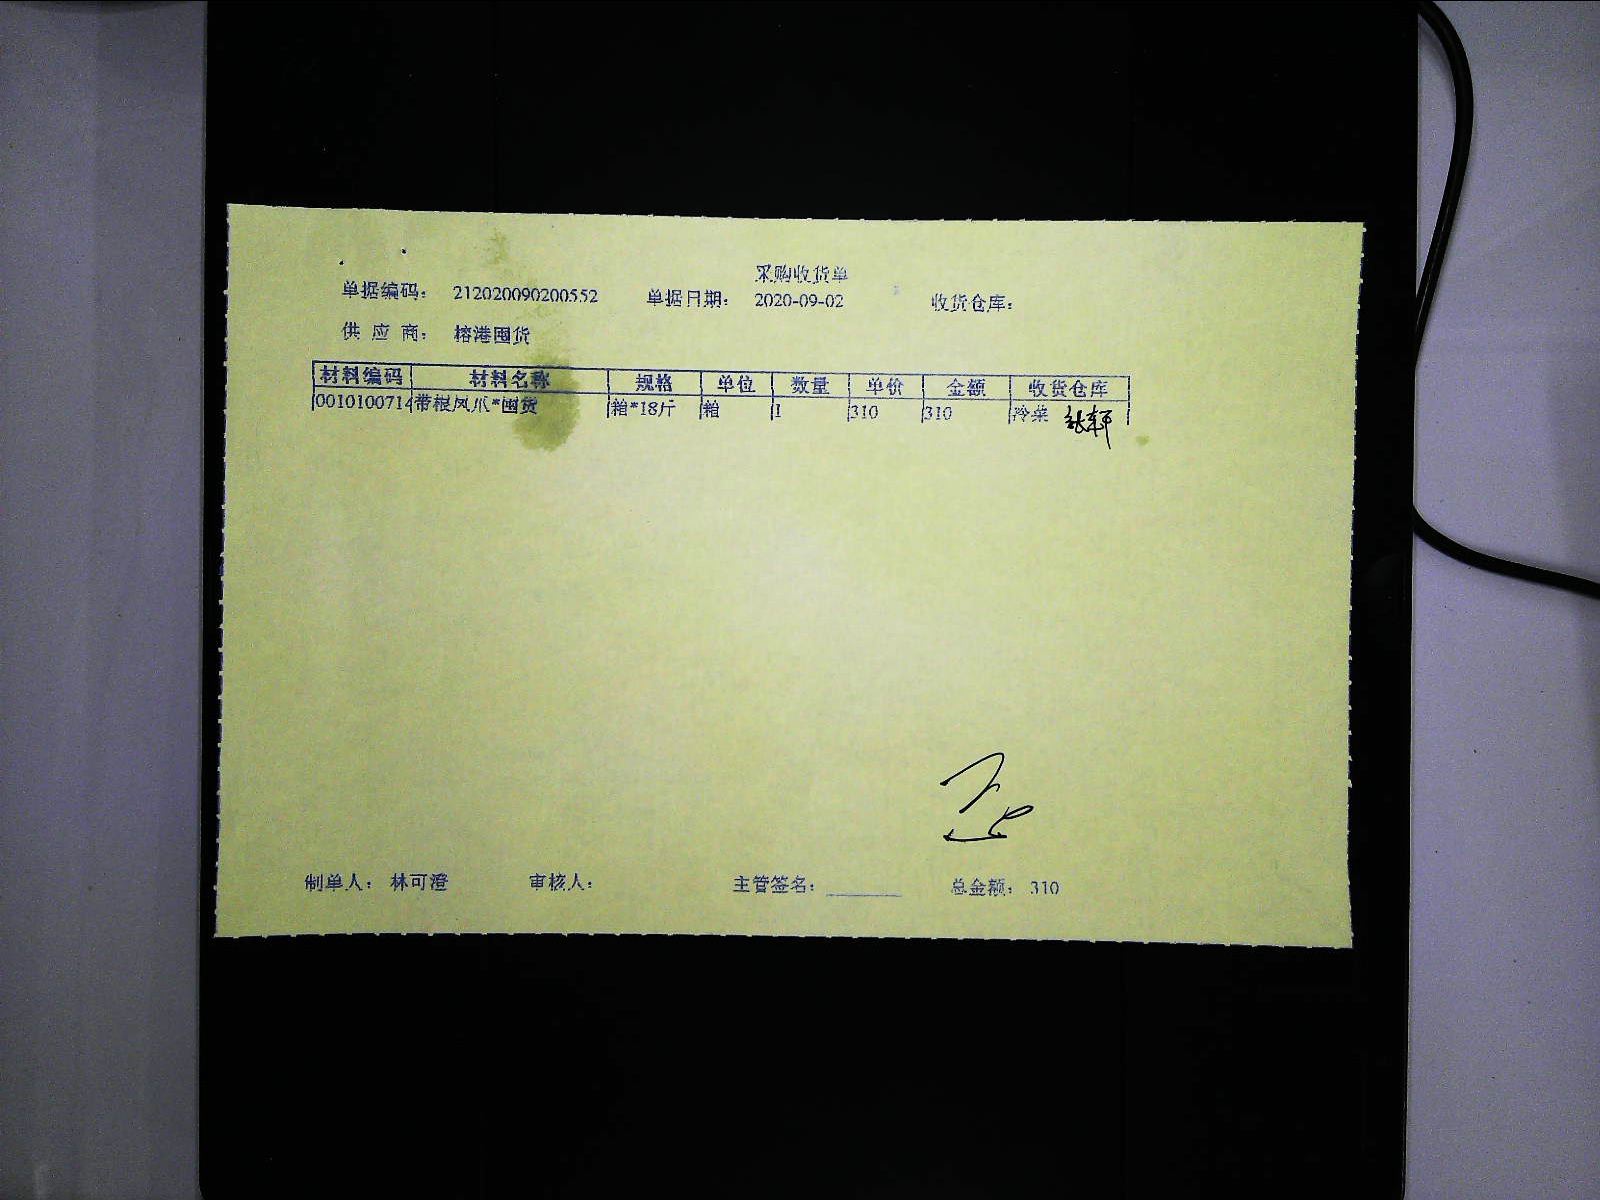 采购收货单
单据编码： 212020090200552 单据日期： 2020-09-02 收货仓库：
供 应 商： 榕港囤货
材料编码 材料名称 规格 单位 数量 单价 金额 收货仓库
0010100714 带根凤爪*囤货 箱*18斤 箱 1 310 310 冷菜
制单人： 林可澄 审核人： 主管签名： 总金额： 310